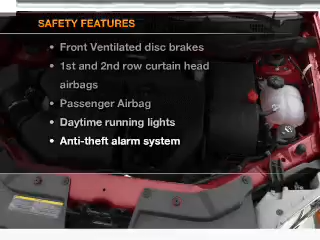 SAFETY FEATURES
• Front Ventilated disc brakes
• 1st and 2nd row curtain head
airbags
• Passenger Airbag
• Daytime running lights
• Anti-theft alarm system